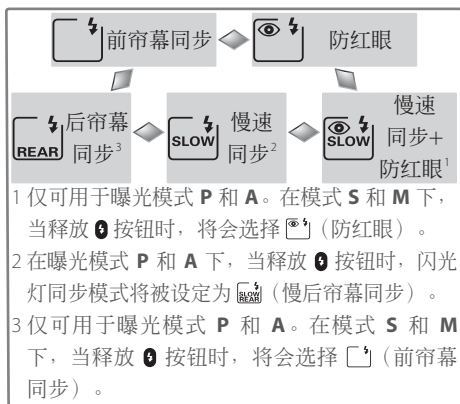 前帘幕同步 防红眼
后帘幕 慢速 慢速
REAR 同步3 SLOW 同步2 SLOW 同步+
防红眼1
1 仅可用于曝光模式 P 和 A。在模式 S 和 M 下，
当释放 按钮时，将会选择 （防红眼）。
2 在曝光模式 P 和 A 下，当释放 按钮时，闪光
灯同步模式将被设定为 SLOW REAR（慢后帘幕同步）。
3 仅可用于曝光模式 P 和 A。在模式 S 和 M
下，当释放 按钮时，将会选择 （前帘幕
同步）。